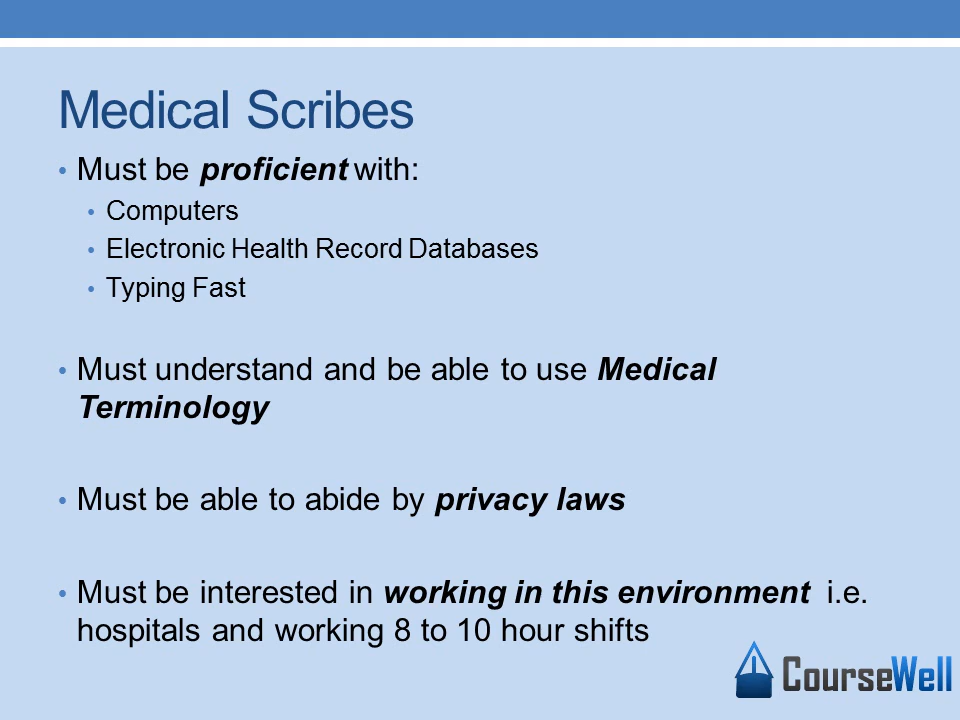 Medical Scribes
• Must be proficient with:
• Computers
• Electronic Health Record Databases
• Typing Fast
• Must understand and be able to use Medical
Terminology
• Must be able to abide by privacy laws
• Must be interested in working in this environment  i.e.
hospitals and working 8 to 10 hour shifts
CourseWell